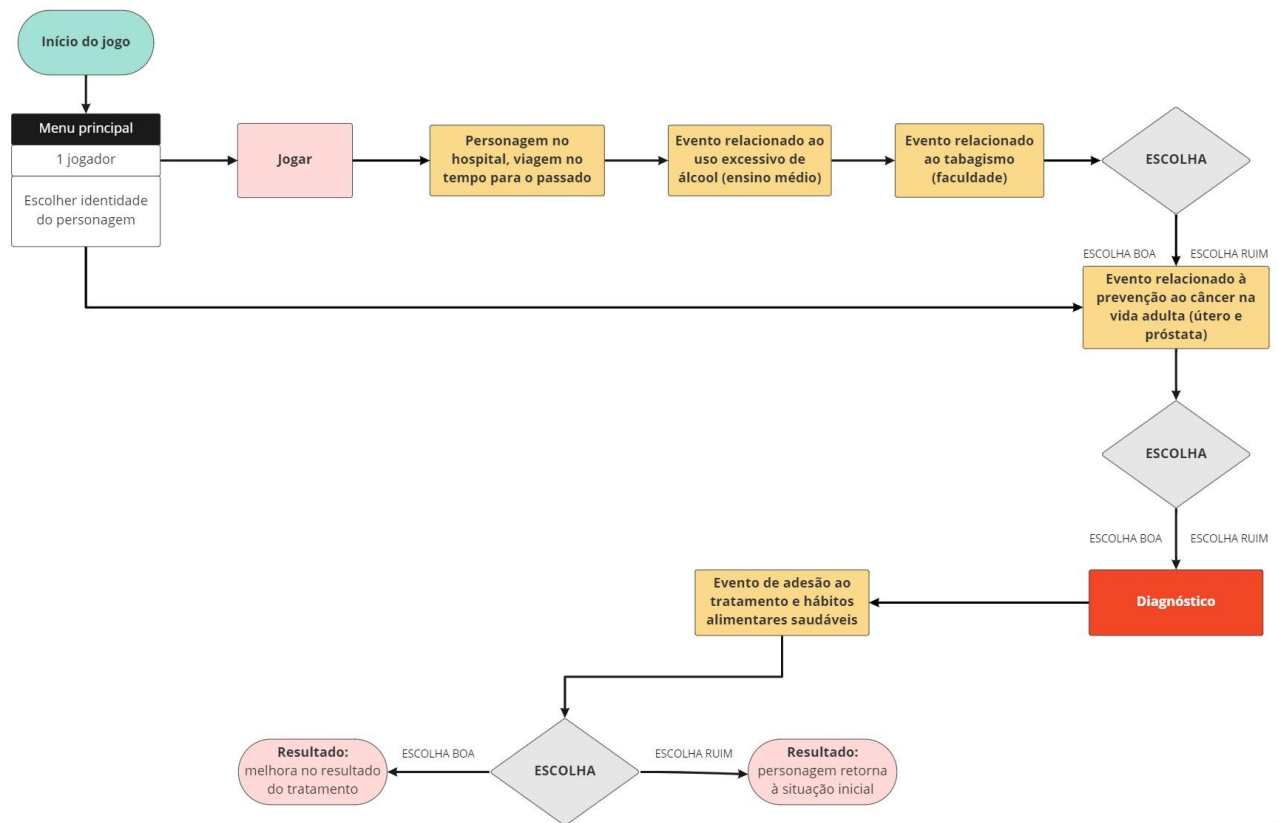 Início do jogo
Menu principal
1 jogador
Escolher identidade
do personagem
Jogar
Personagem no
hospital, viagem no
tempo para o passado
Evento relacionado ao
uso excessivo de
álcool (ensino médio)
Evento relacionado
ao tabagismo
(faculdade)
ESCOLHA
ESCOLHA BOA
ESCOLHA RUIM
Evento relacionado à
prevenção ao câncer na
vida adulta (útero e
próstata)
ESCOLHA
ESCOLHA BOA
ESCOLHA RUIM
Diagnóstico
Evento de adesão ao
tratamento e hábitos
alimentares saudáveis
ESCOLHA
ESCOLHA BOA
ESCOLHA RUIM
Resultado:
melhora no resultado
do tratamento
Resultado:
personagem retorna
à situação inicial